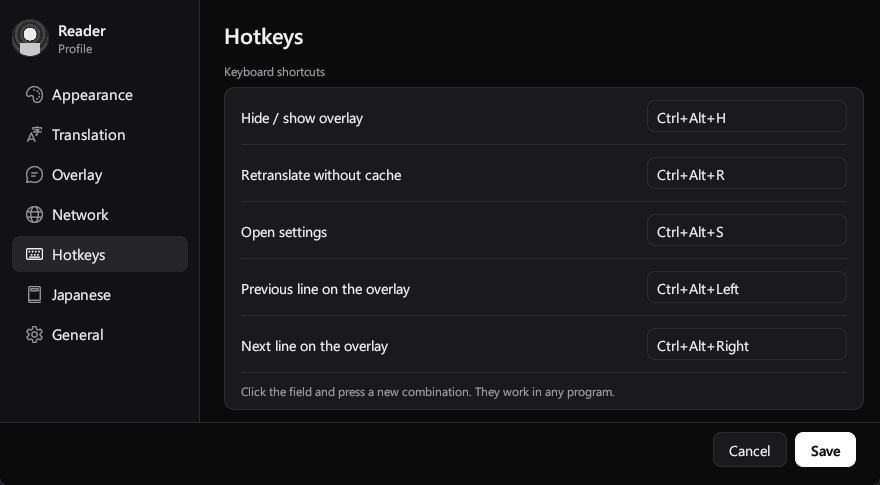 Reader
Profile
Appearance
Translation
Overlay
Network
Hotkeys
Japanese
General
Hotkeys
Keyboard shortcuts
Hide / show overlay
Ctrl+Alt+H
Retranslate without cache
Ctrl+Alt+R
Open settings
Ctrl+Alt+S
Previous line on the overlay
Ctrl+Alt+Left
Next line on the overlay
Ctrl+Alt+Right
Click the field and press a new combination. They work in any program.
Cancel
Save